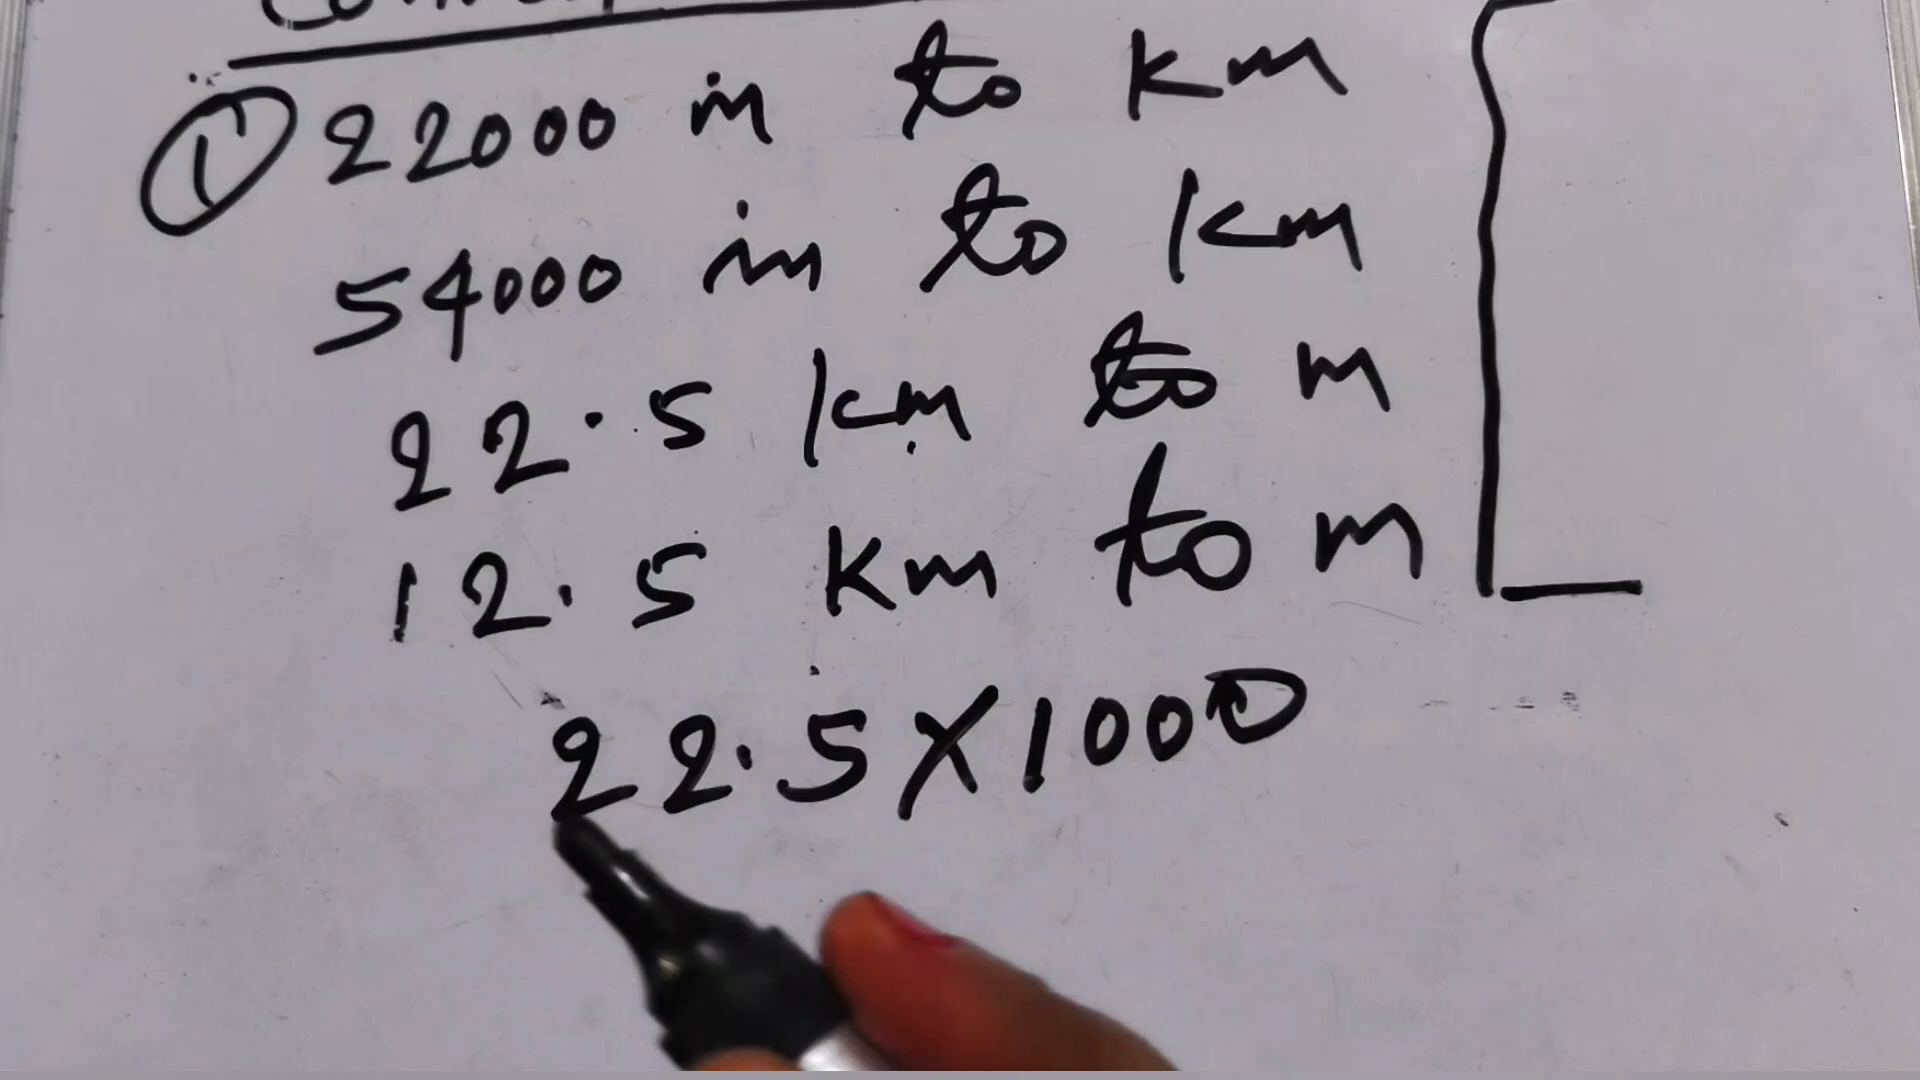 ① 22000 m to km
54000 m to km
22.5 km to m
12.5 km to m
22.5 X 1000